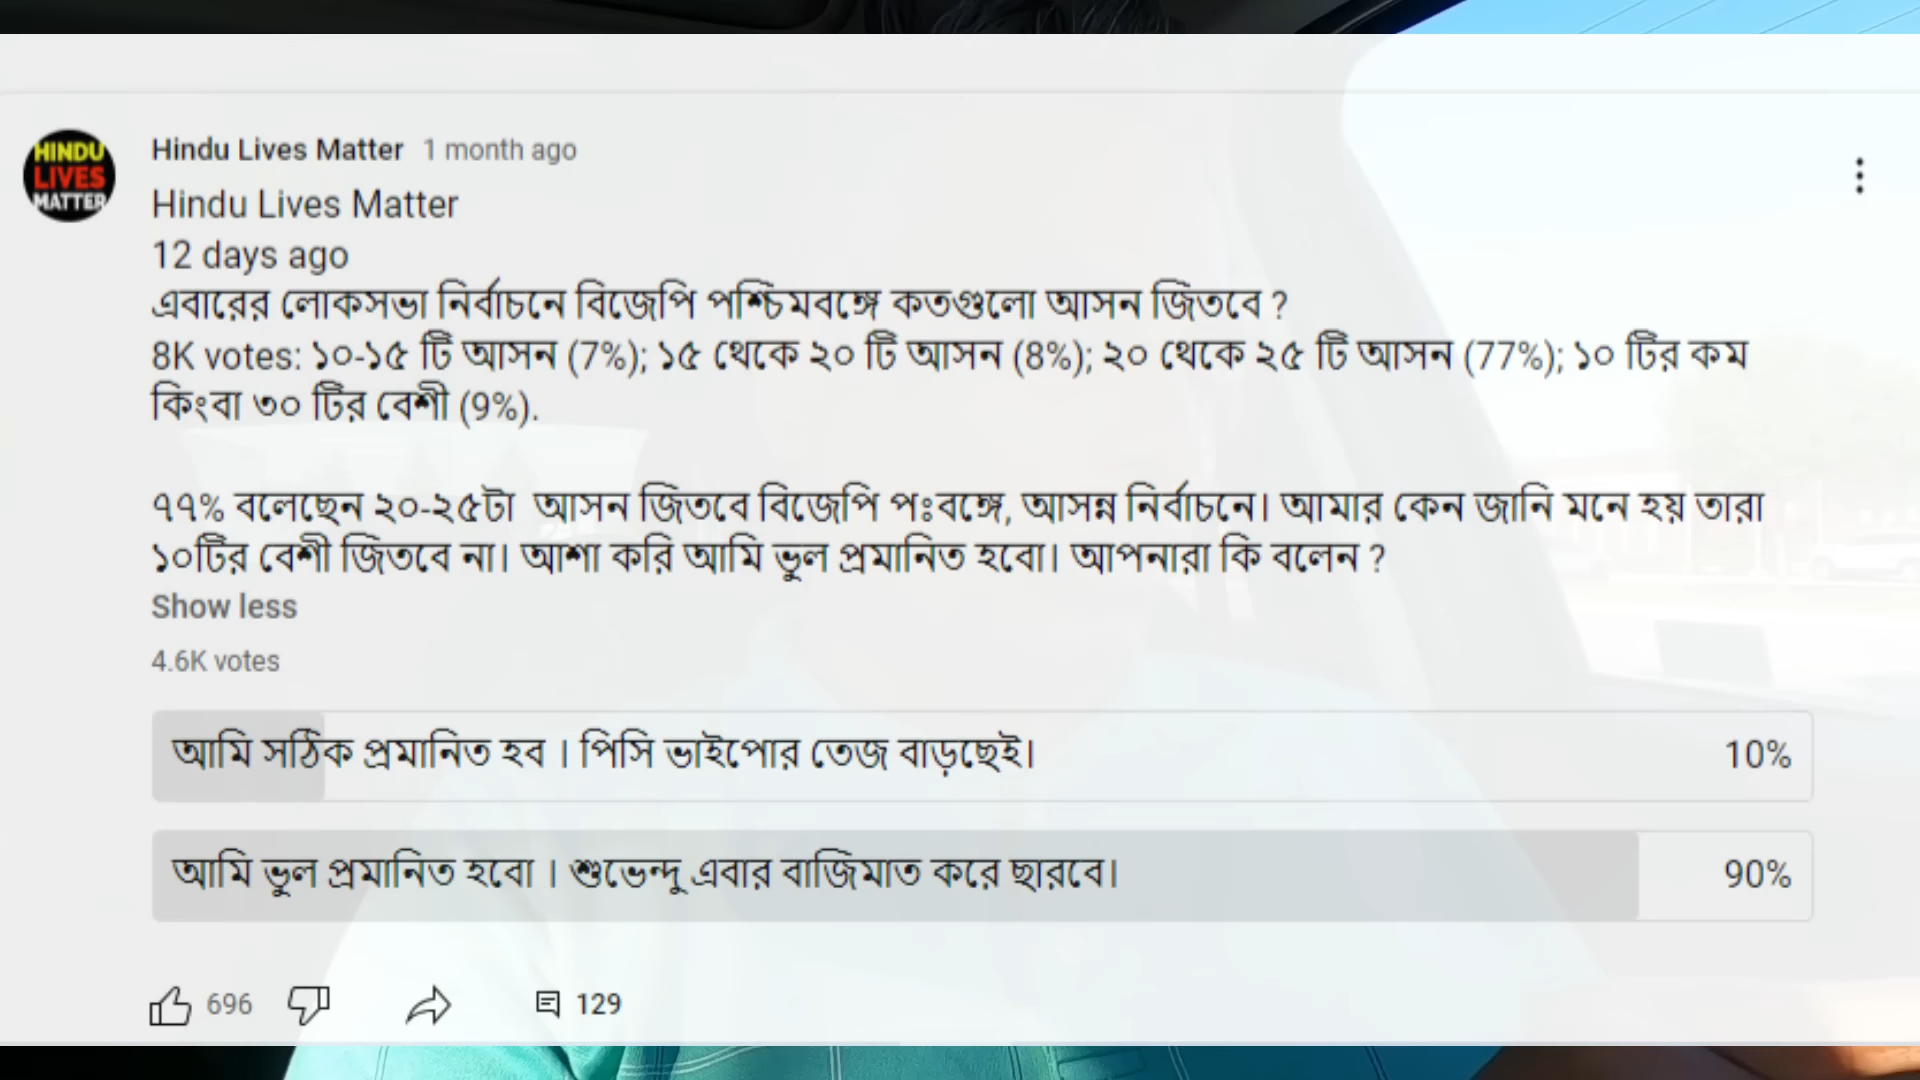 HINDU
LIVES
MATTER
Hindu Lives Matter 1 month ago
Hindu Lives Matter
12 days ago
এবারের লোকসভা নির্বাচনে বিজেপি পশ্চিমবঙ্গে কতগুলো আসন জিতবে ?
8K votes: ১০-১৫ টি আসন (7%); ১৫ থেকে ২০ টি আসন (8%); ২০ থেকে ২৫ টি আসন (77%); ১০ টির কম
কিংবা ৩০ টির বেশী (9%).
৭৭% বলেছেন ২০-২৫টা আসন জিতবে বিজেপি পঃবঙ্গে, আসন্ন নির্বাচনে। আমার কেন জানি মনে হয় তারা
১০টির বেশী জিতবে না। আশা করি আমি ভুল প্রমানিত হবো। আপনারা কি বলেন ?
Show less
4.6K votes
আমি সঠিক প্রমানিত হব । পিসি ভাইপোর তেজ বাড়ছেই। 10%
আমি ভুল প্রমানিত হবো । শুভেন্দু এবার বাজিমাত করে ছারবে। 90%
696 129